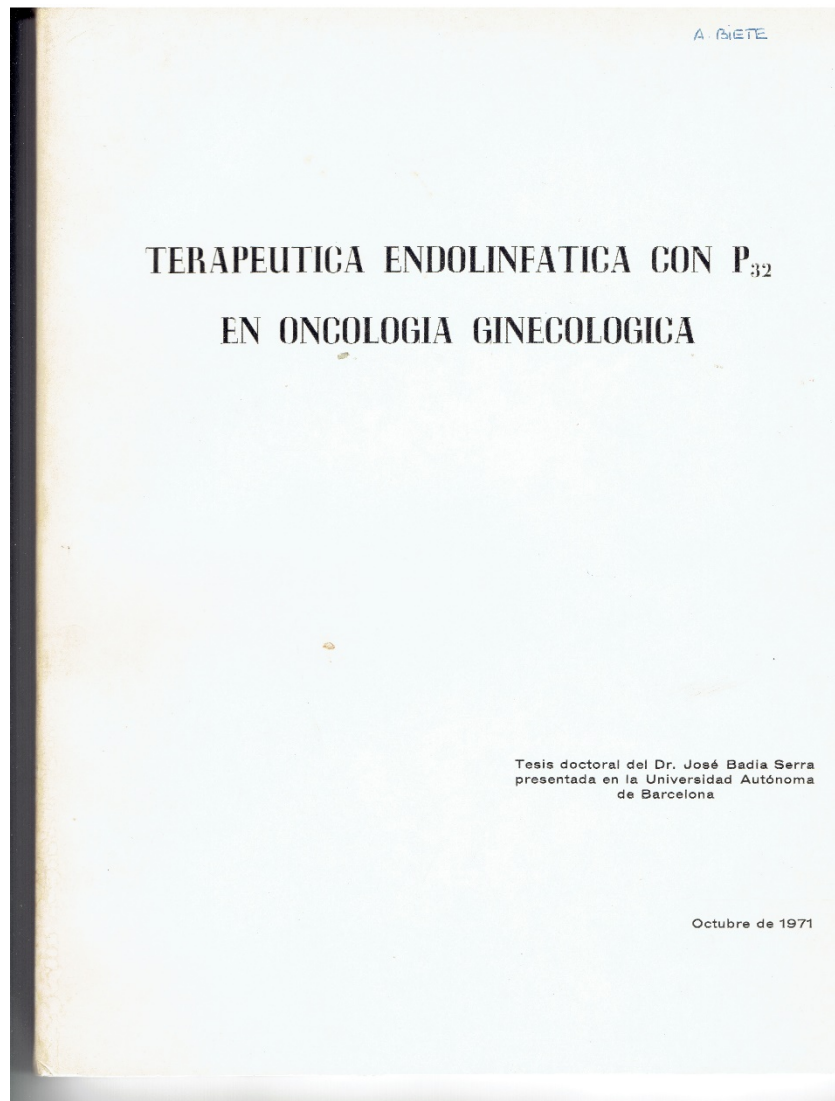 A. BIETE
TERAPEUTICA ENDOLINFATICA CON P32
EN ONCOLOGIA GINECOLOGICA
Tesis doctoral del Dr. José Badia Serra
presentada en la Universidad Autónoma
de Barcelona
Octubre de 1971